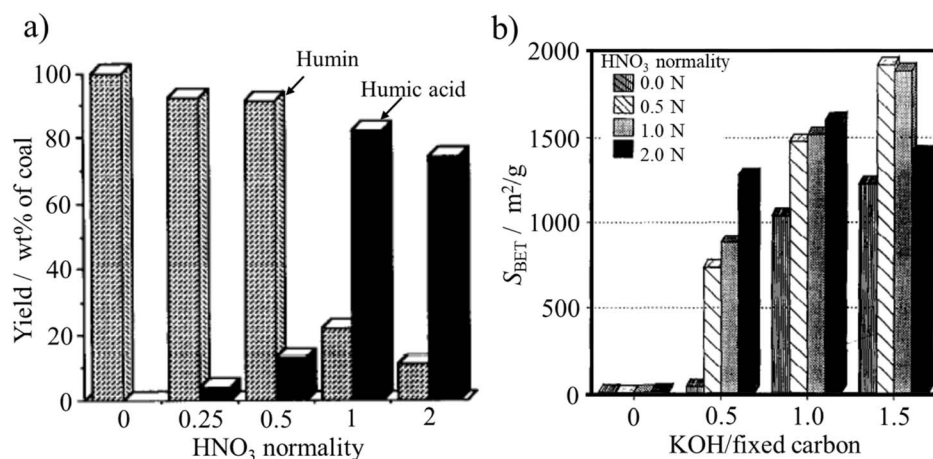 a)
Yield / wt% of coal
100
80
60
40
20
0
Humin
Humic acid
0 0.25 0.5 1 2
HNO₃ normality
b)
S_BET / m²/g
2000
1500
1000
500
0
HNO₃ normality
0.0 N
0.5 N
1.0 N
2.0 N
0 0.5 1.0 1.5
KOH/fixed carbon